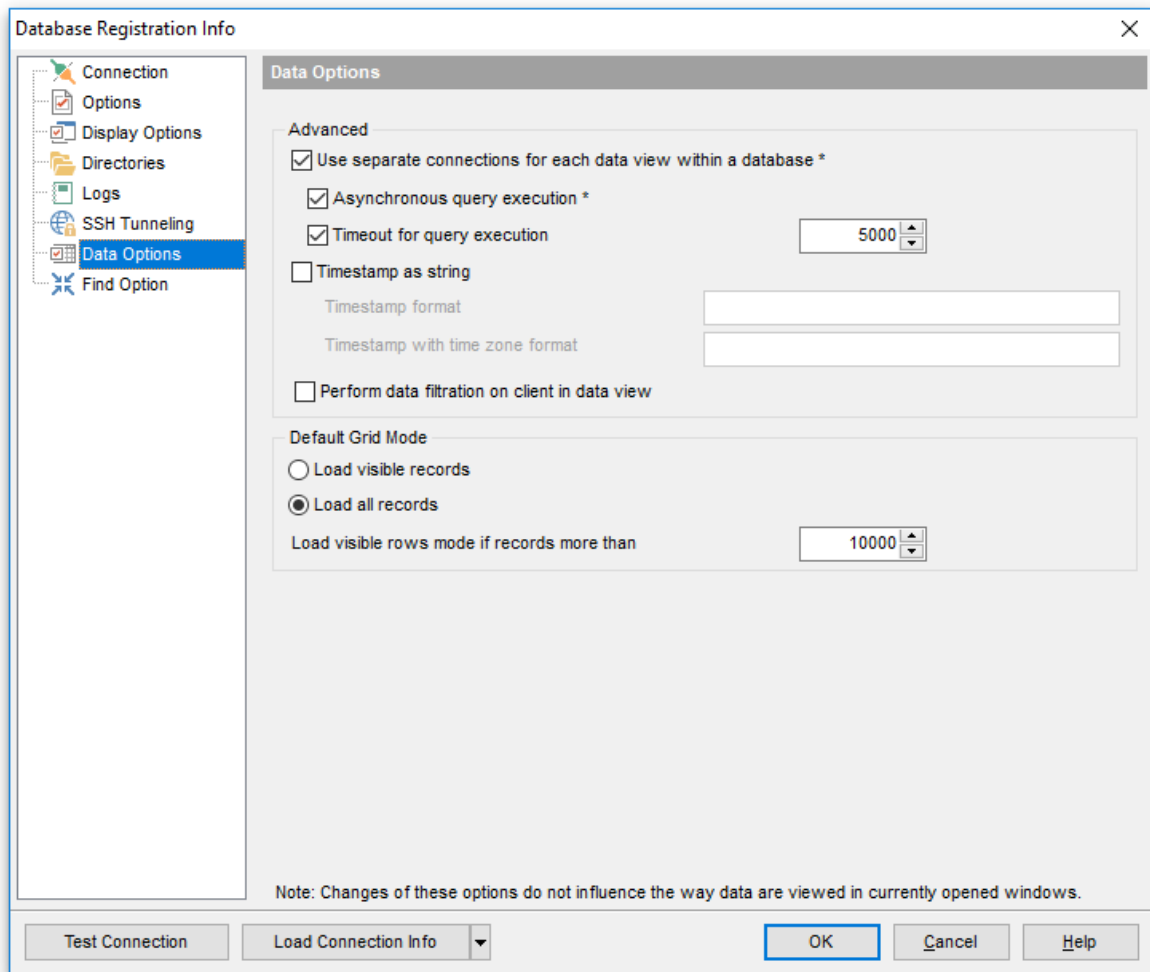 Database Registration Info
Connection
Options
Display Options
Directories
Logs
SSH Tunneling
Data Options
Find Option
Data Options
Advanced
Use separate connections for each data view within a database *
Asynchronous query execution *
Timeout for query execution 5000
Timestamp as string
Timestamp format
Timestamp with time zone format
Perform data filtration on client in data view
Default Grid Mode
Load visible records
Load all records
Load visible rows mode if records more than 10000
Note: Changes of these options do not influence the way data are viewed in currently opened windows.
Test Connection Load Connection Info OK Cancel Help